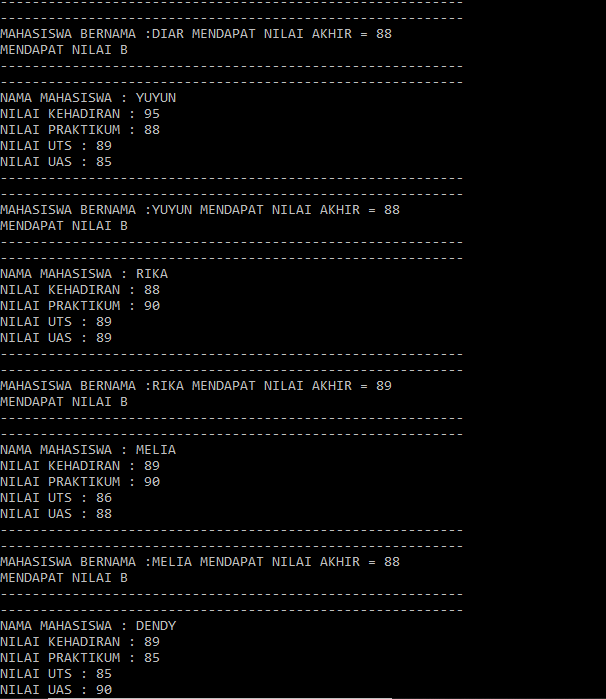 ----------------------------------------------------------
----------------------------------------------------------
MAHASISWA BERNAMA :DIAR MENDAPAT NILAI AKHIR = 88
MENDAPAT NILAI B
----------------------------------------------------------
----------------------------------------------------------
NAMA MAHASISWA : YUYUN
NILAI KEHADIRAN : 95
NILAI PRAKTIKUM : 88
NILAI UTS : 89
NILAI UAS : 85
----------------------------------------------------------
----------------------------------------------------------
MAHASISWA BERNAMA :YUYUN MENDAPAT NILAI AKHIR = 88
MENDAPAT NILAI B
----------------------------------------------------------
----------------------------------------------------------
NAMA MAHASISWA : RIKA
NILAI KEHADIRAN : 88
NILAI PRAKTIKUM : 90
NILAI UTS : 89
NILAI UAS : 89
----------------------------------------------------------
----------------------------------------------------------
MAHASISWA BERNAMA :RIKA MENDAPAT NILAI AKHIR = 89
MENDAPAT NILAI B
----------------------------------------------------------
----------------------------------------------------------
NAMA MAHASISWA : MELIA
NILAI KEHADIRAN : 89
NILAI PRAKTIKUM : 90
NILAI UTS : 86
NILAI UAS : 88
----------------------------------------------------------
----------------------------------------------------------
MAHASISWA BERNAMA :MELIA MENDAPAT NILAI AKHIR = 88
MENDAPAT NILAI B
----------------------------------------------------------
----------------------------------------------------------
NAMA MAHASISWA : DENDY
NILAI KEHADIRAN : 89
NILAI PRAKTIKUM : 85
NILAI UTS : 85
NILAI UAS : 90